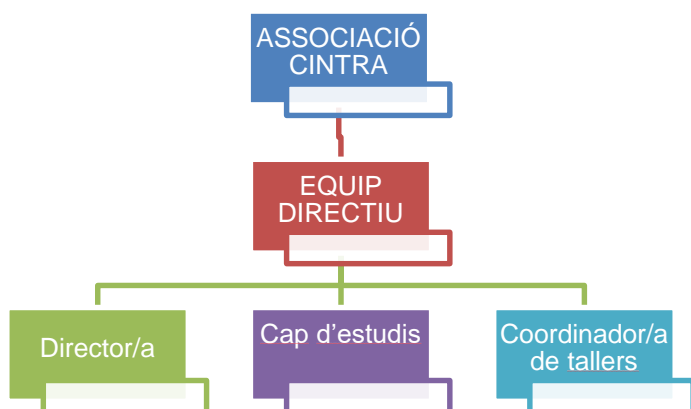 ASSOCIACIÓ
CINTRA
EQUIP
DIRECTIU
Director/a
Cap d'estudis
Coordinador/a
de tallers